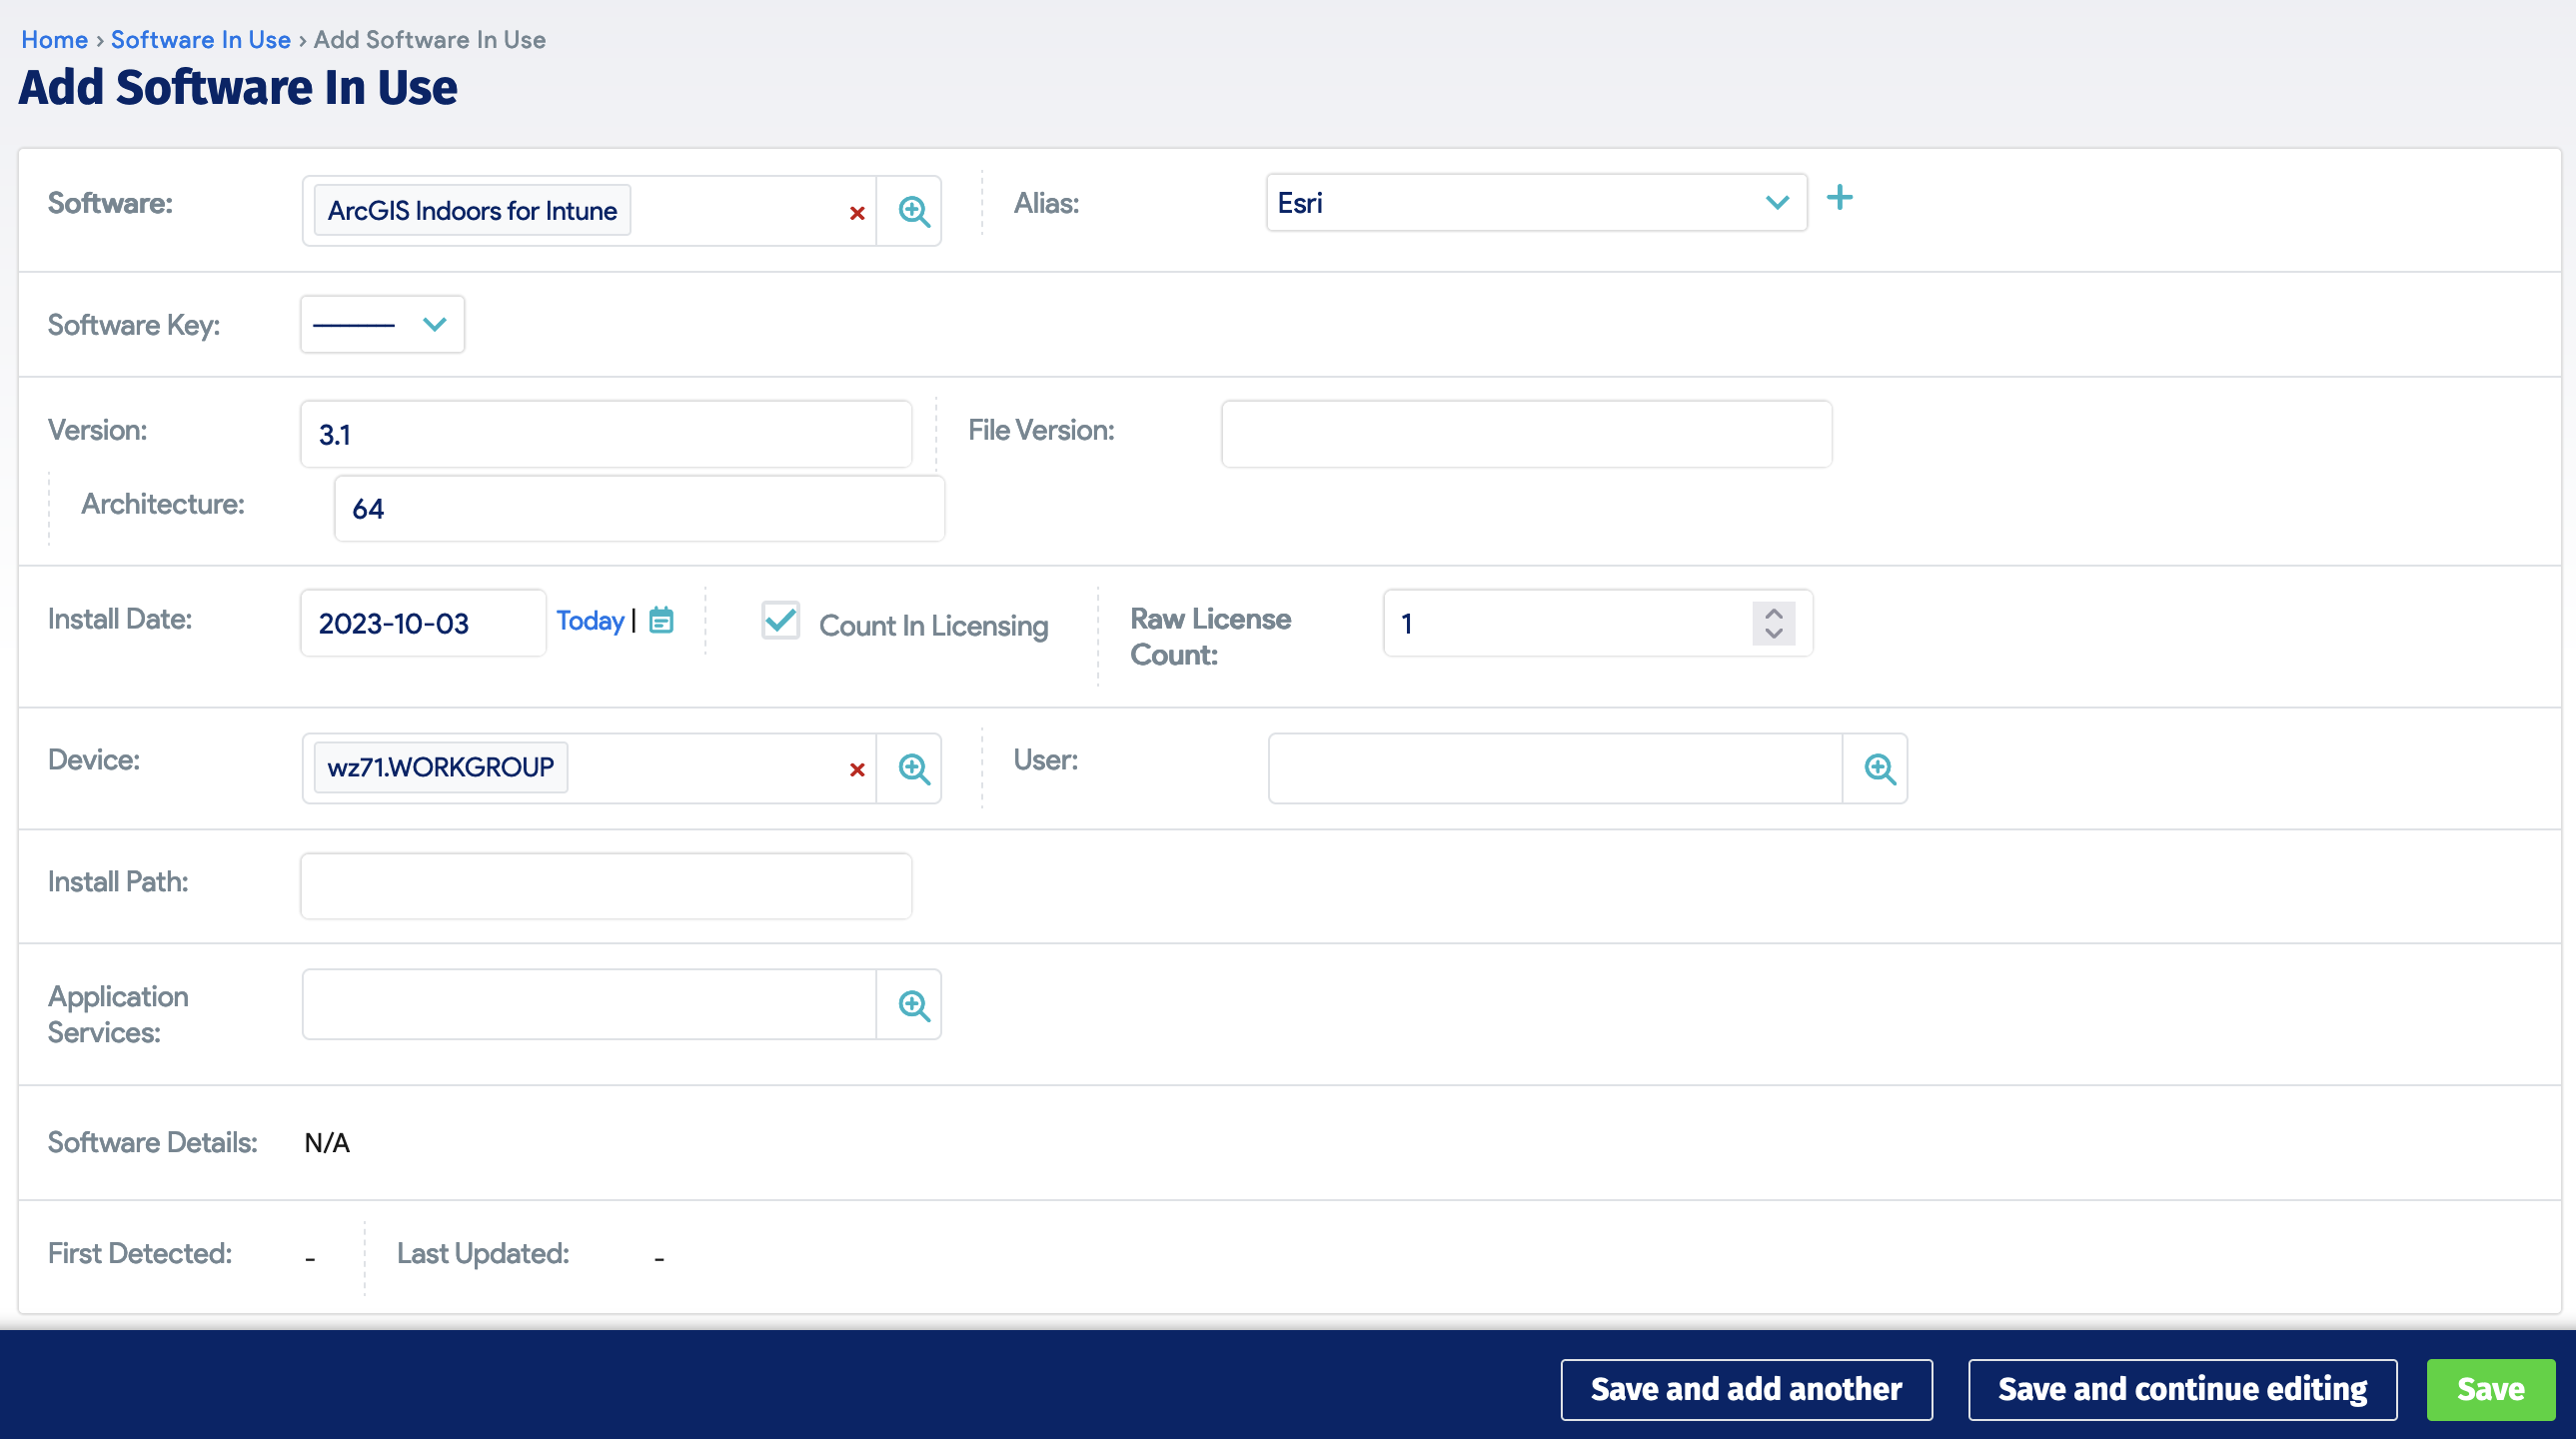 Home › Software In Use › Add Software In Use
Add Software In Use
Software: ArcGIS Indoors for Intune Alias: Esri
Software Key: ---------
Version: 3.1 File Version:
Architecture: 64
Install Date: 2023-10-03 Today | Count In Licensing Raw License Count: 1
Device: wz71.WORKGROUP User:
Install Path:
Application Services:
Software Details: N/A
First Detected: - Last Updated: -
Save and add another Save and continue editing Save